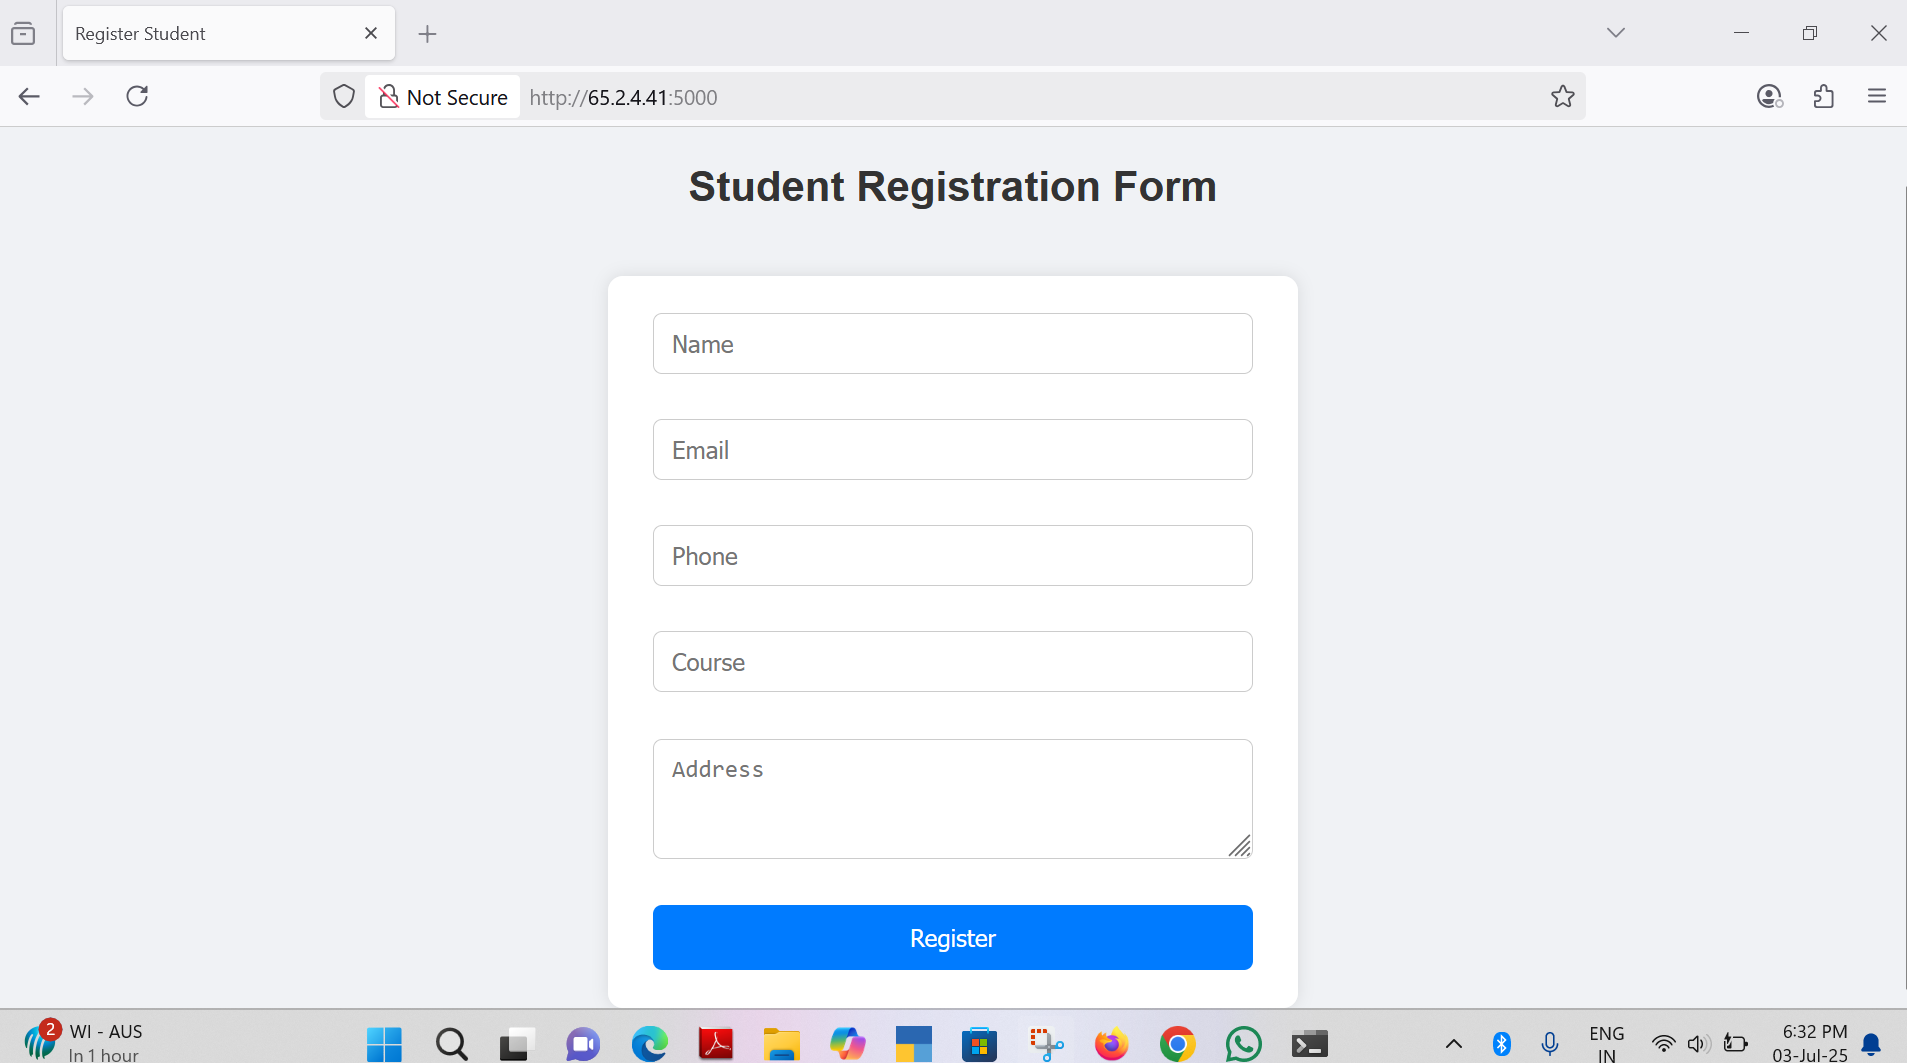 Register Student
Not Secure
http://65.2.4.41:5000
Student Registration Form
Name
Email
Phone
Course
Address
Register
2
WI - AUS
In 1 hour
ENG
IN
6:32 PM
03-Jul-25